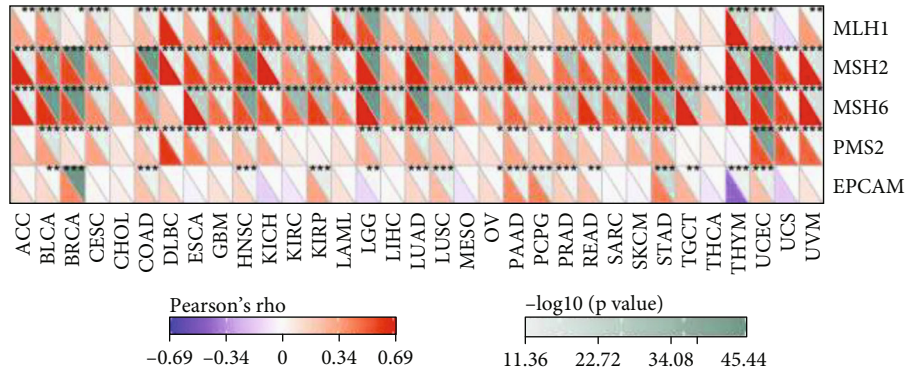 MLH1
MSH2
MSH6
PMS2
EPCAM
ACC BLCA BRCA CESC CHOL COAD DLBC ESCA GBM HNSC KICH KIRC KIRP LAML LGG LIHC LUAD LUSC MESO OV PAAD PCPG PRAD READ SARC SKCM STAD TGCT THCA THYM UCEC UCS UVM
Pearson's rho
−0.69 −0.34 0 0.34 0.69
–log10 (p value)
11.36 22.72 34.08 45.44